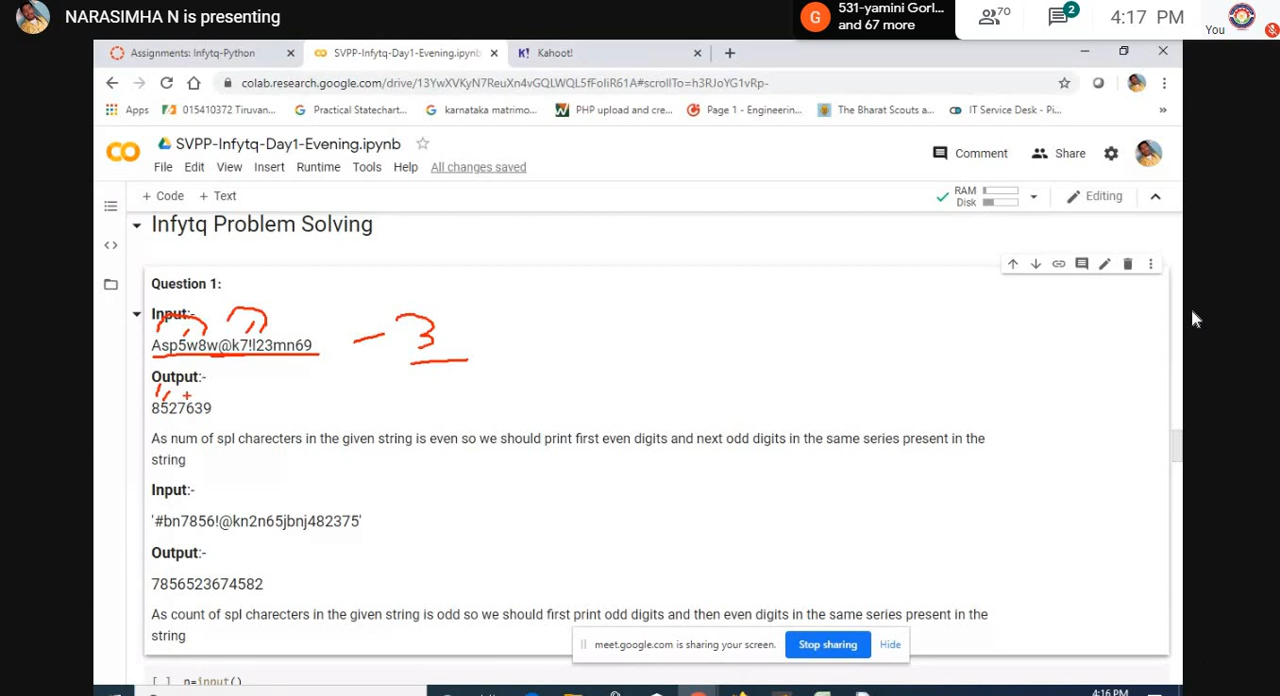 NARASIMHA N is presenting
G
531-yamini Gorl...
and 67 more
70
2
4:17 PM
You
Assignments: Infytq-Python
SVPP-Infytq-Day1-Evening.ipynb
K! Kahoot!
colab.research.google.com/drive/13YwXVKyN7ReuXn4vGQLWQL5fFoIiR61A#scrollTo=h3RJoYG1vRp-
Apps
015410372 Tiruvan...
Practical Statechart...
karnataka matrimo...
PHP upload and cre...
Page 1 - Engineerin...
The Bharat Scouts a...
IT Service Desk - Pi...
»
CO
SVPP-Infytq-Day1-Evening.ipynb
Comment
Share
File Edit View Insert Runtime Tools Help All changes saved
+ Code + Text
RAM
Disk
Editing
Infytq Problem Solving
Question 1:
Input:-
Asp5w8w@k7!l23mn69
- 3
Output:-
8527639
As num of spl charecters in the given string is even so we should print first even digits and next odd digits in the same series present in the
string
Input:-
'#bn7856!@kn2n65jbnj482375'
Output:-
7856523674582
As count of spl charecters in the given string is odd so we should first print odd digits and then even digits in the same series present in the
string
meet.google.com is sharing your screen.
Stop sharing
Hide
[ ] n=input()
4:16 PM